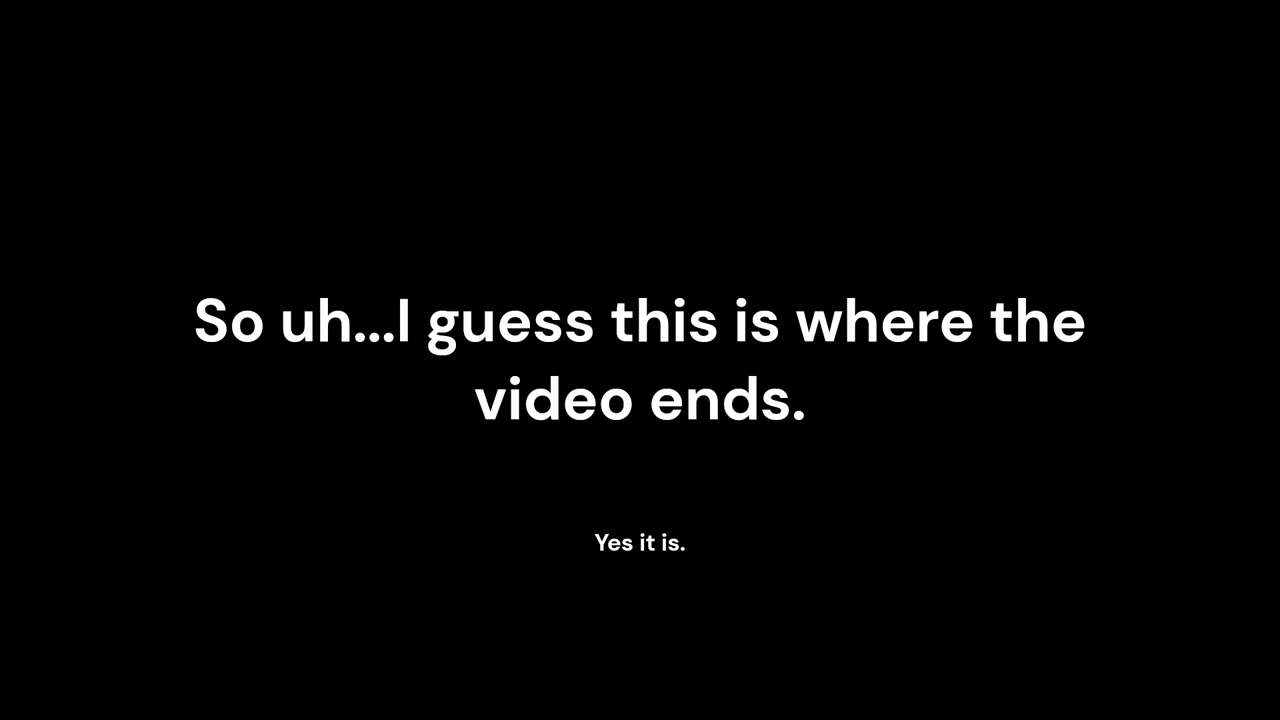 So uh...I guess this is where the
video ends.
Yes it is.